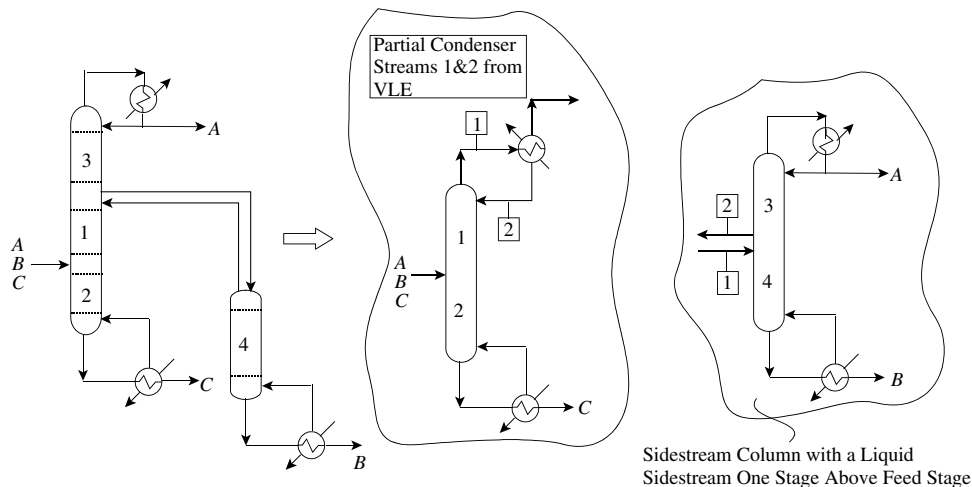 A
3
1
A
B
C
2
C
4
B
Partial Condenser
Streams 1&2 from
VLE
1
2
1
A
B
C
2
C
A
3
2
1
4
B
Sidestream Column with a Liquid
Sidestream One Stage Above Feed Stage